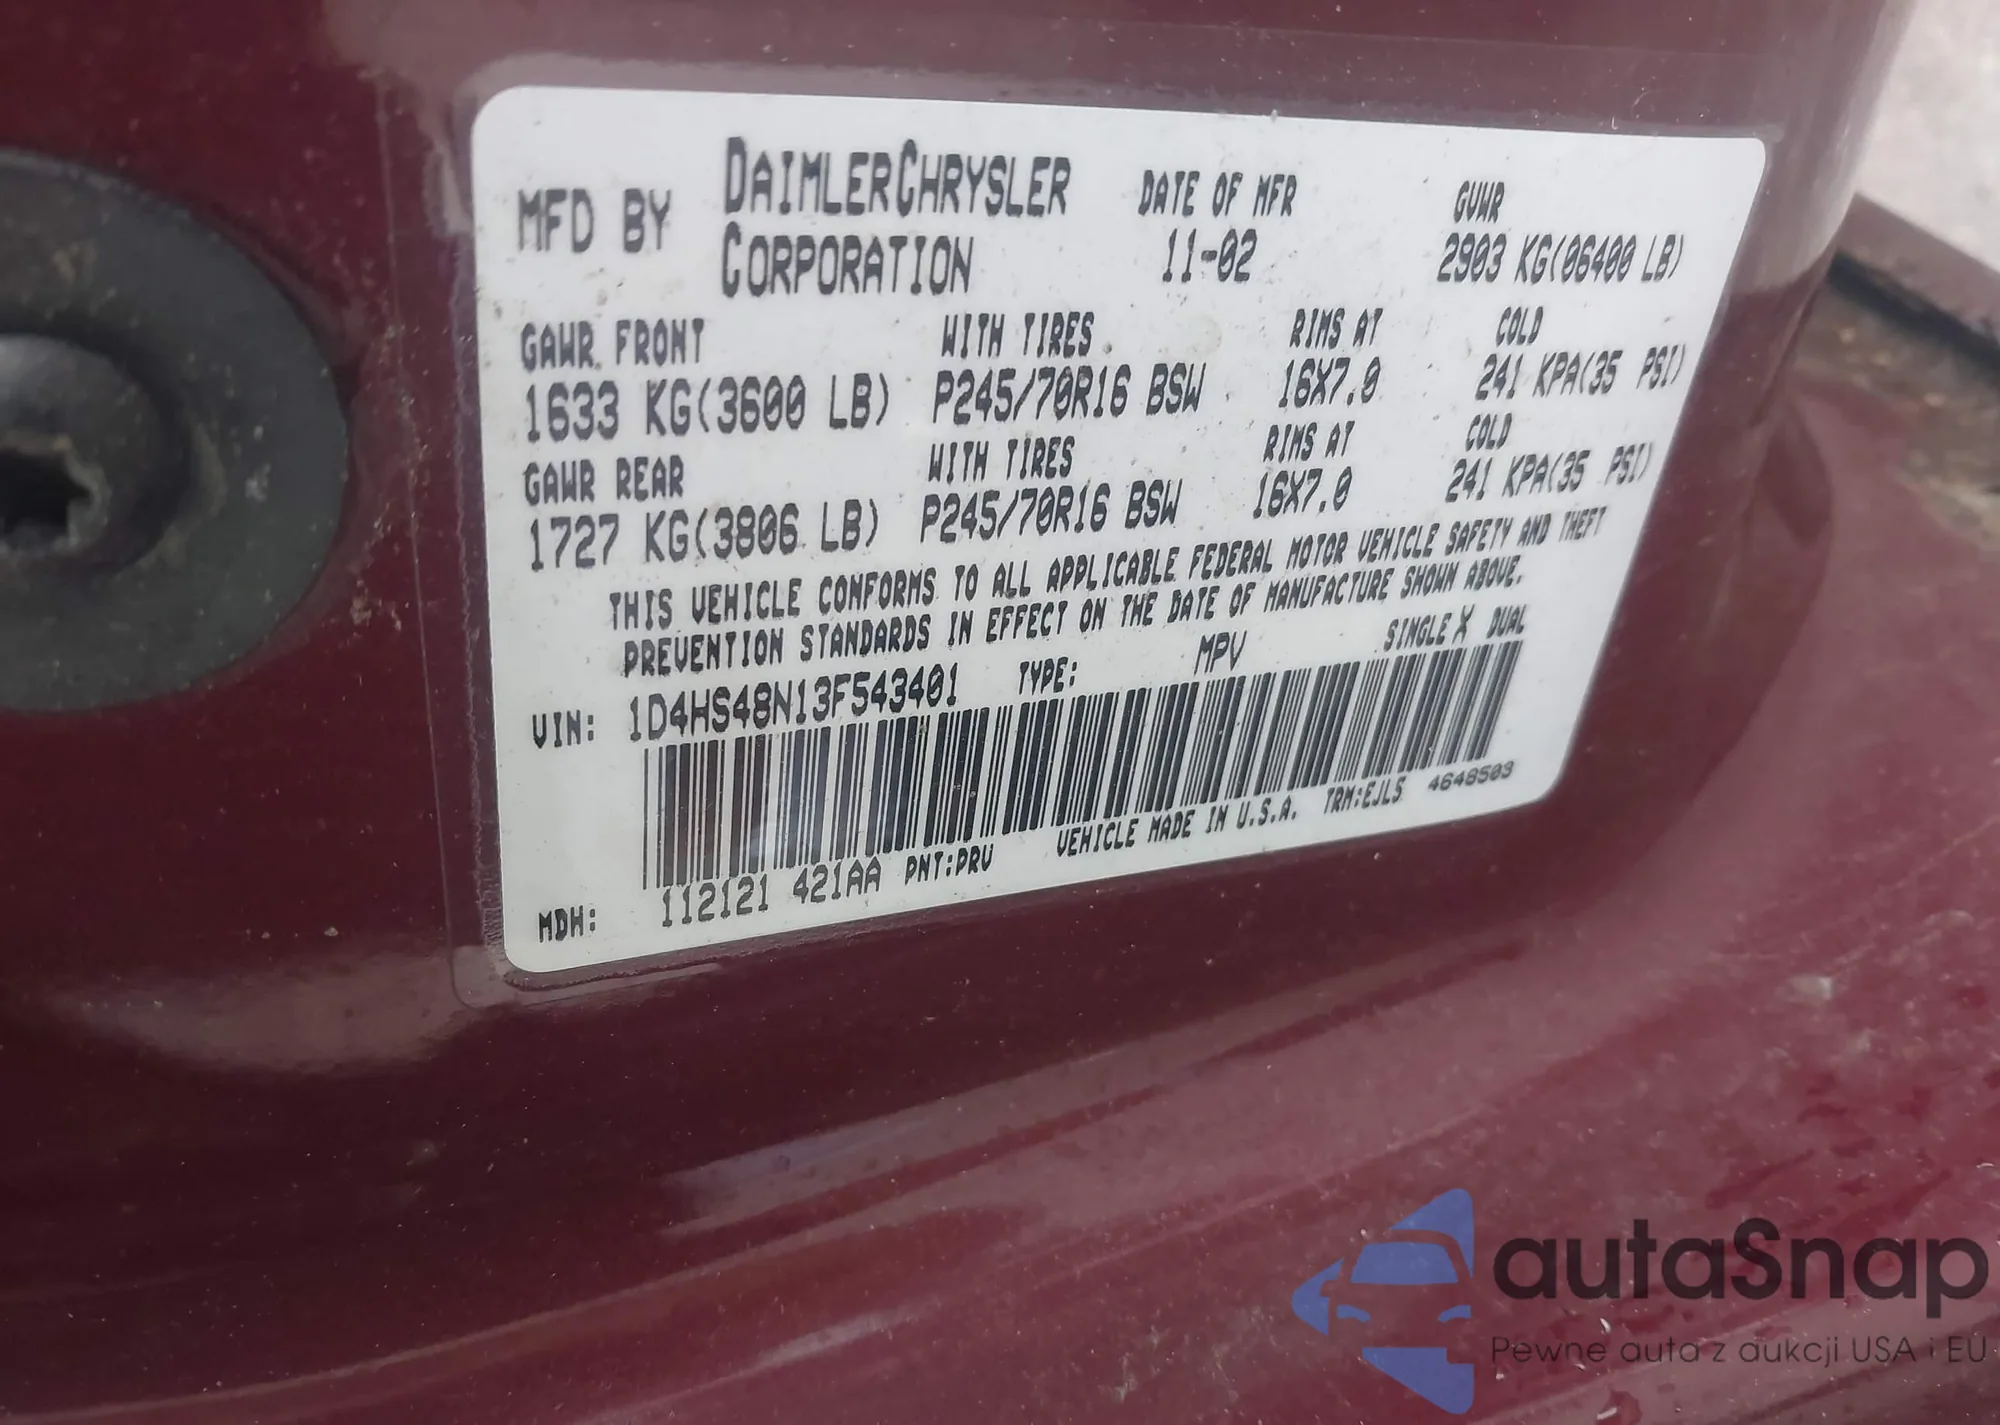 MFD BY DAIMLERCHRYSLER CORPORATION
DATE OF MFR 11-02
GVWR 2903 KG(06400 LB)
GAWR FRONT WITH TIRES RIMS AT COLD
1633 KG(3600 LB) P245/70R16 BSW 16X7.0 241 KPA(35 PSI)
GAWR REAR WITH TIRES RIMS AT COLD
1727 KG(3806 LB) P245/70R16 BSW 16X7.0 241 KPA(35 PSI)
THIS VEHICLE CONFORMS TO ALL APPLICABLE FEDERAL MOTOR VEHICLE SAFETY AND THEFT
PREVENTION STANDARDS IN EFFECT ON THE DATE OF MANUFACTURE SHOWN ABOVE.
VIN: 1D4HS48N13F543401 TYPE: MPV SINGLE X DUAL
MDH: 112121 421AA PNT:PRV VEHICLE MADE IN U.S.A. TRM:EJL5 4648503
autaSnap
Pewne auta z aukcji USA i EU